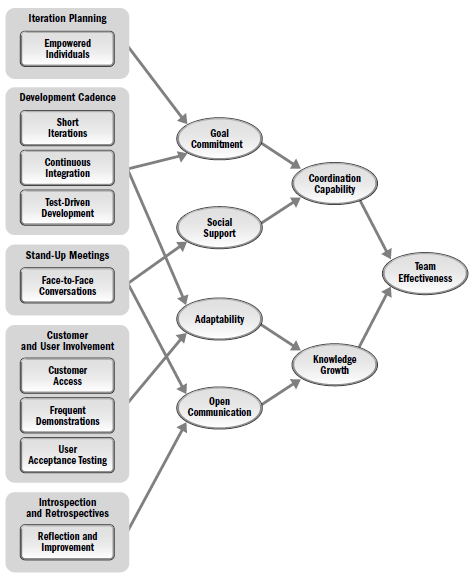 Iteration Planning
Empowered
Individuals
Development Cadence
Short
Iterations
Continuous
Integration
Test-Driven
Development
Stand-Up Meetings
Face-to-Face
Conversations
Customer
and User Involvement
Customer
Access
Frequent
Demonstrations
User
Acceptance Testing
Introspection
and Retrospectives
Reflection and
Improvement
Goal
Commitment
Social
Support
Adaptability
Open
Communication
Coordination
Capability
Knowledge
Growth
Team
Effectiveness